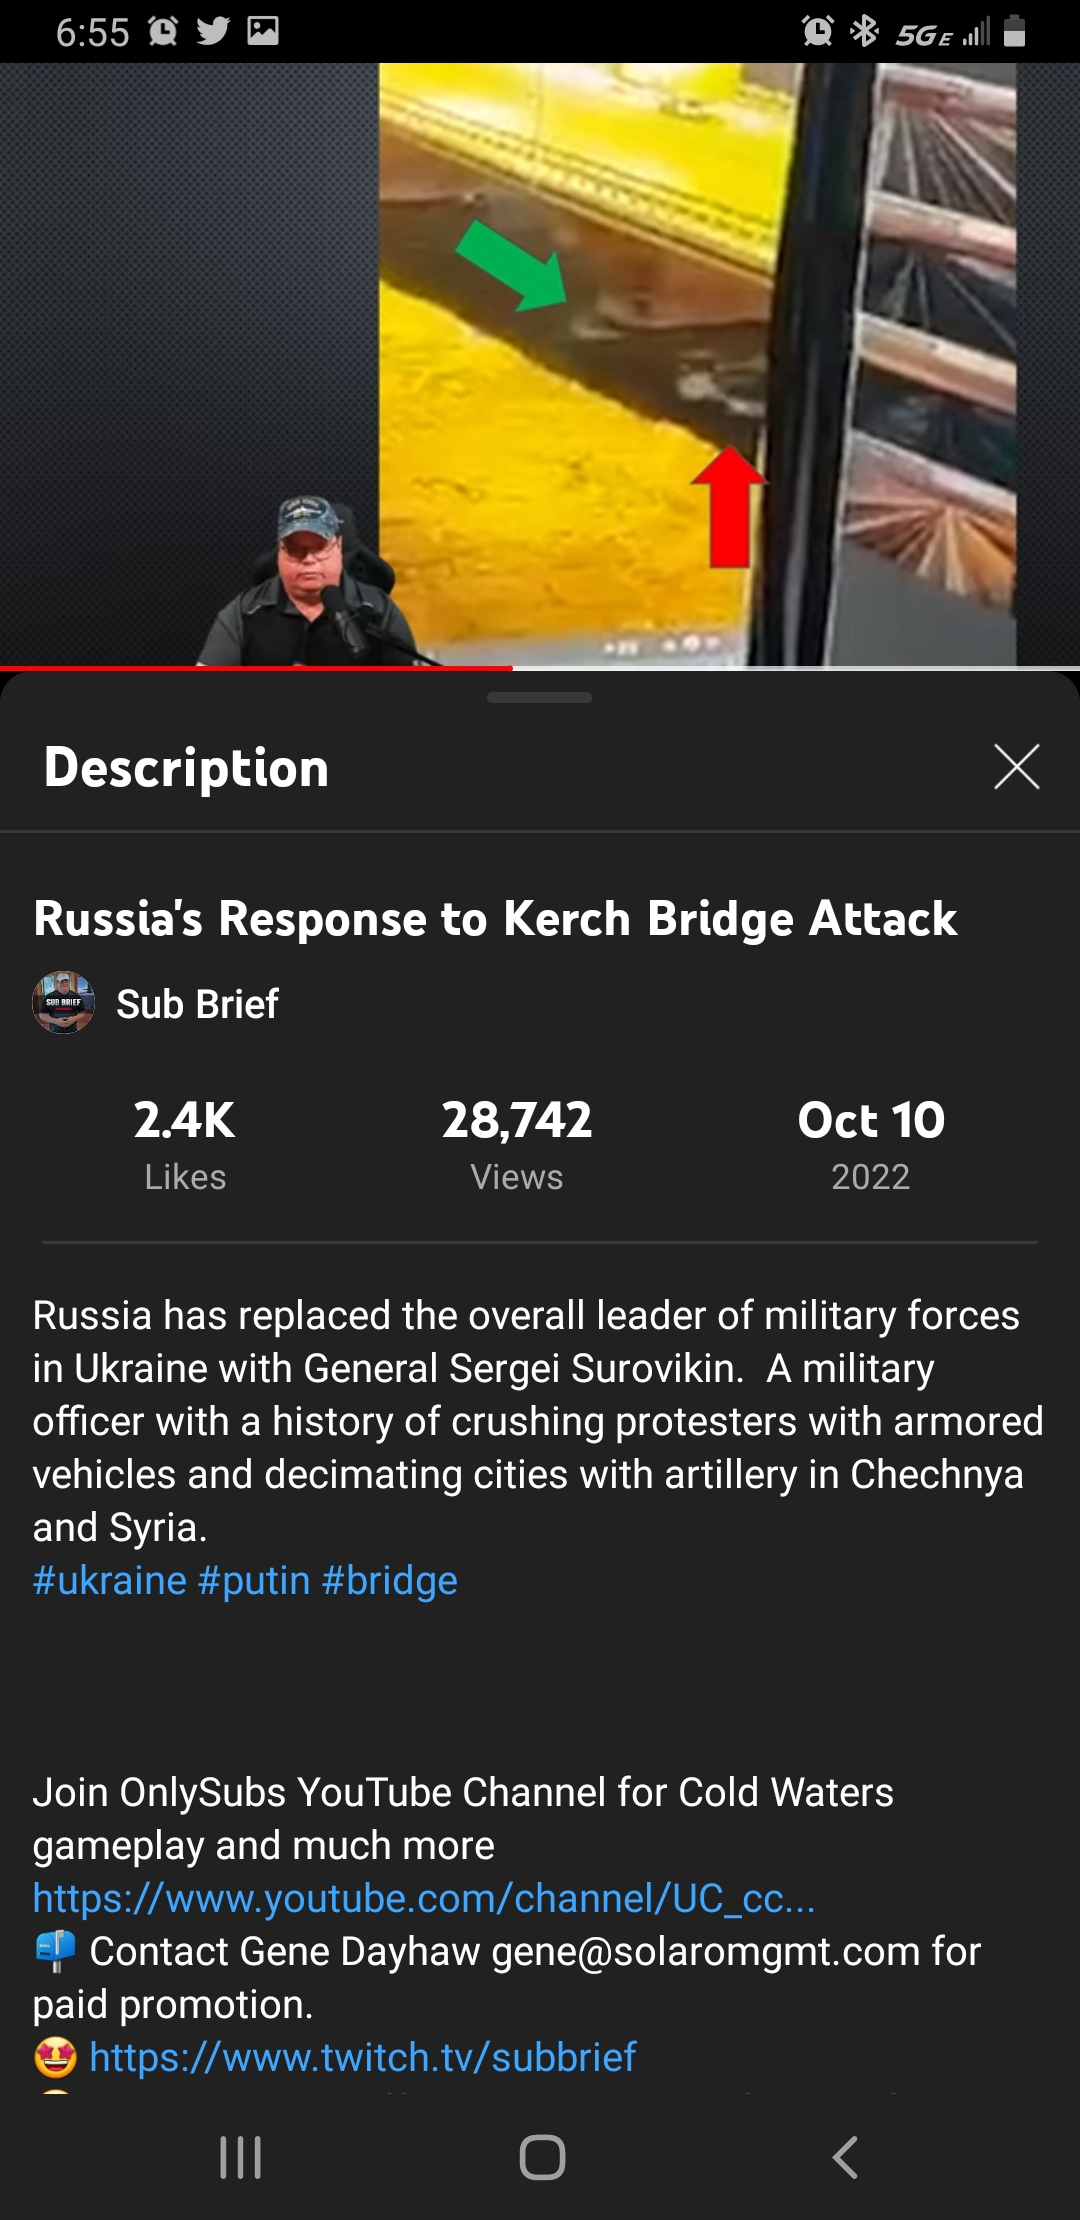 6:55
5GE
Description
Russia's Response to Kerch Bridge Attack
SUB BRIEF
Sub Brief
2.4K 28,742 Oct 10
Likes Views 2022
Russia has replaced the overall leader of military forces
in Ukraine with General Sergei Surovikin.  A military
officer with a history of crushing protesters with armored
vehicles and decimating cities with artillery in Chechnya
and Syria.
#ukraine #putin #bridge
Join OnlySubs YouTube Channel for Cold Waters
gameplay and much more
https://www.youtube.com/channel/UC_cc...
📫 Contact Gene Dayhaw gene@solaromgmt.com for
paid promotion.
🤩 https://www.twitch.tv/subbrief